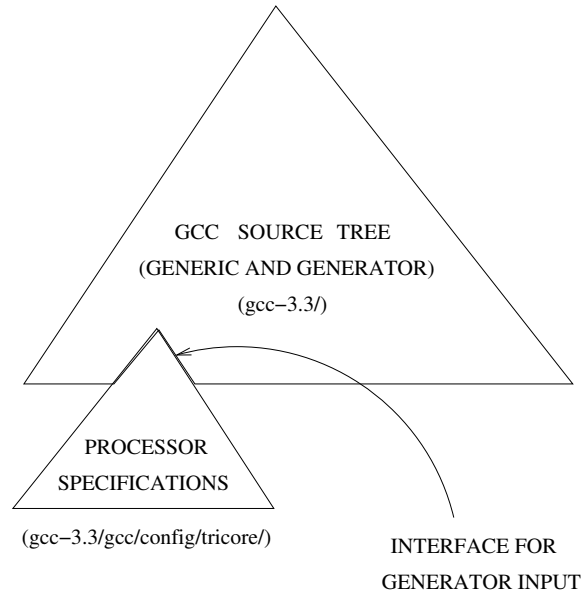 GCC SOURCE TREE
(GENERIC AND GENERATOR)
(gcc−3.3/)
PROCESSOR
SPECIFICATIONS
(gcc−3.3/gcc/config/tricore/)
INTERFACE FOR
GENERATOR INPUT